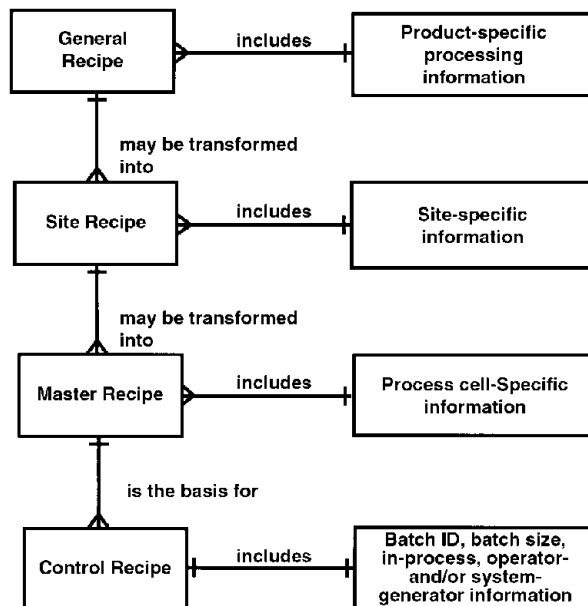 General
Recipe
includes
Product-specific
processing
information
may be transformed
into
Site Recipe
includes
Site-specific
information
may be transformed
into
Master Recipe
includes
Process cell-Specific
information
is the basis for
Control Recipe
includes
Batch ID, batch size,
in-process, operator-
and/or system-
generator information